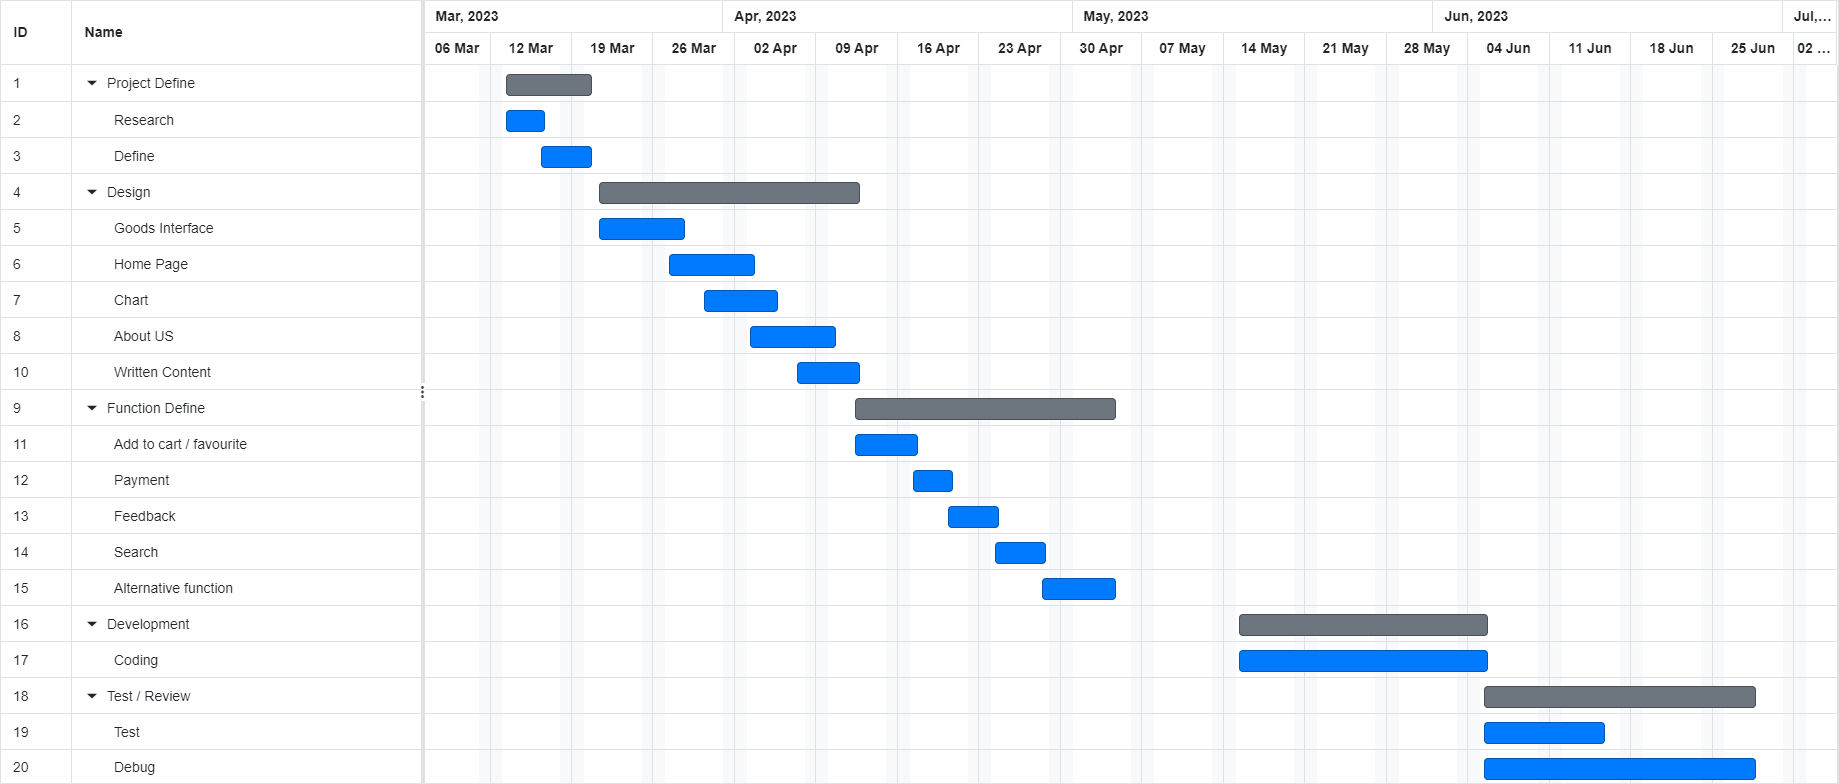 ID Name Mar, 2023 Apr, 2023 May, 2023 Jun, 2023 Jul,...
06 Mar 12 Mar 19 Mar 26 Mar 02 Apr 09 Apr 16 Apr 23 Apr 30 Apr 07 May 14 May 21 May 28 May 04 Jun 11 Jun 18 Jun 25 Jun 02 ...
1 Project Define
2 Research
3 Define
4 Design
5 Goods Interface
6 Home Page
7 Chart
8 About US
10 Written Content
9 Function Define
11 Add to cart / favourite
12 Payment
13 Feedback
14 Search
15 Alternative function
16 Development
17 Coding
18 Test / Review
19 Test
20 Debug